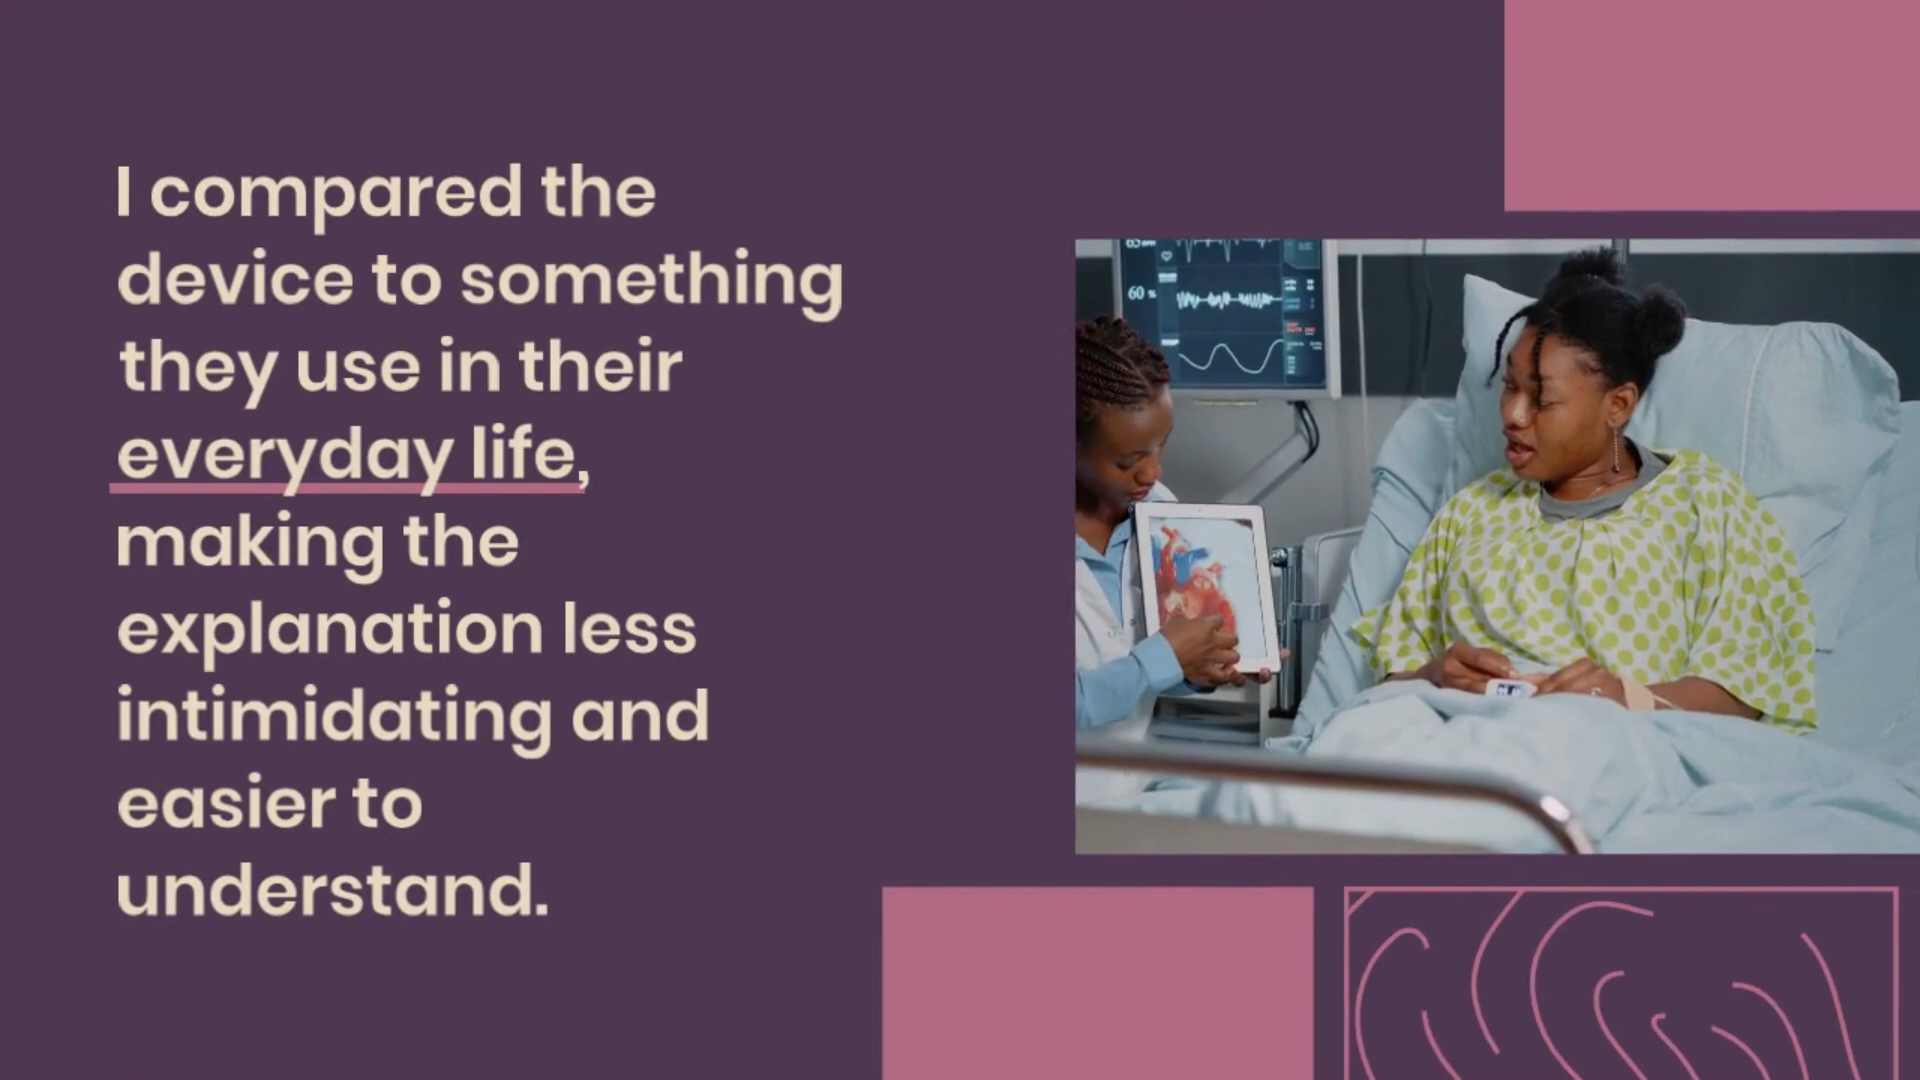 I compared the
device to something
they use in their
everyday life,
making the
explanation less
intimidating and
easier to
understand.
60 %